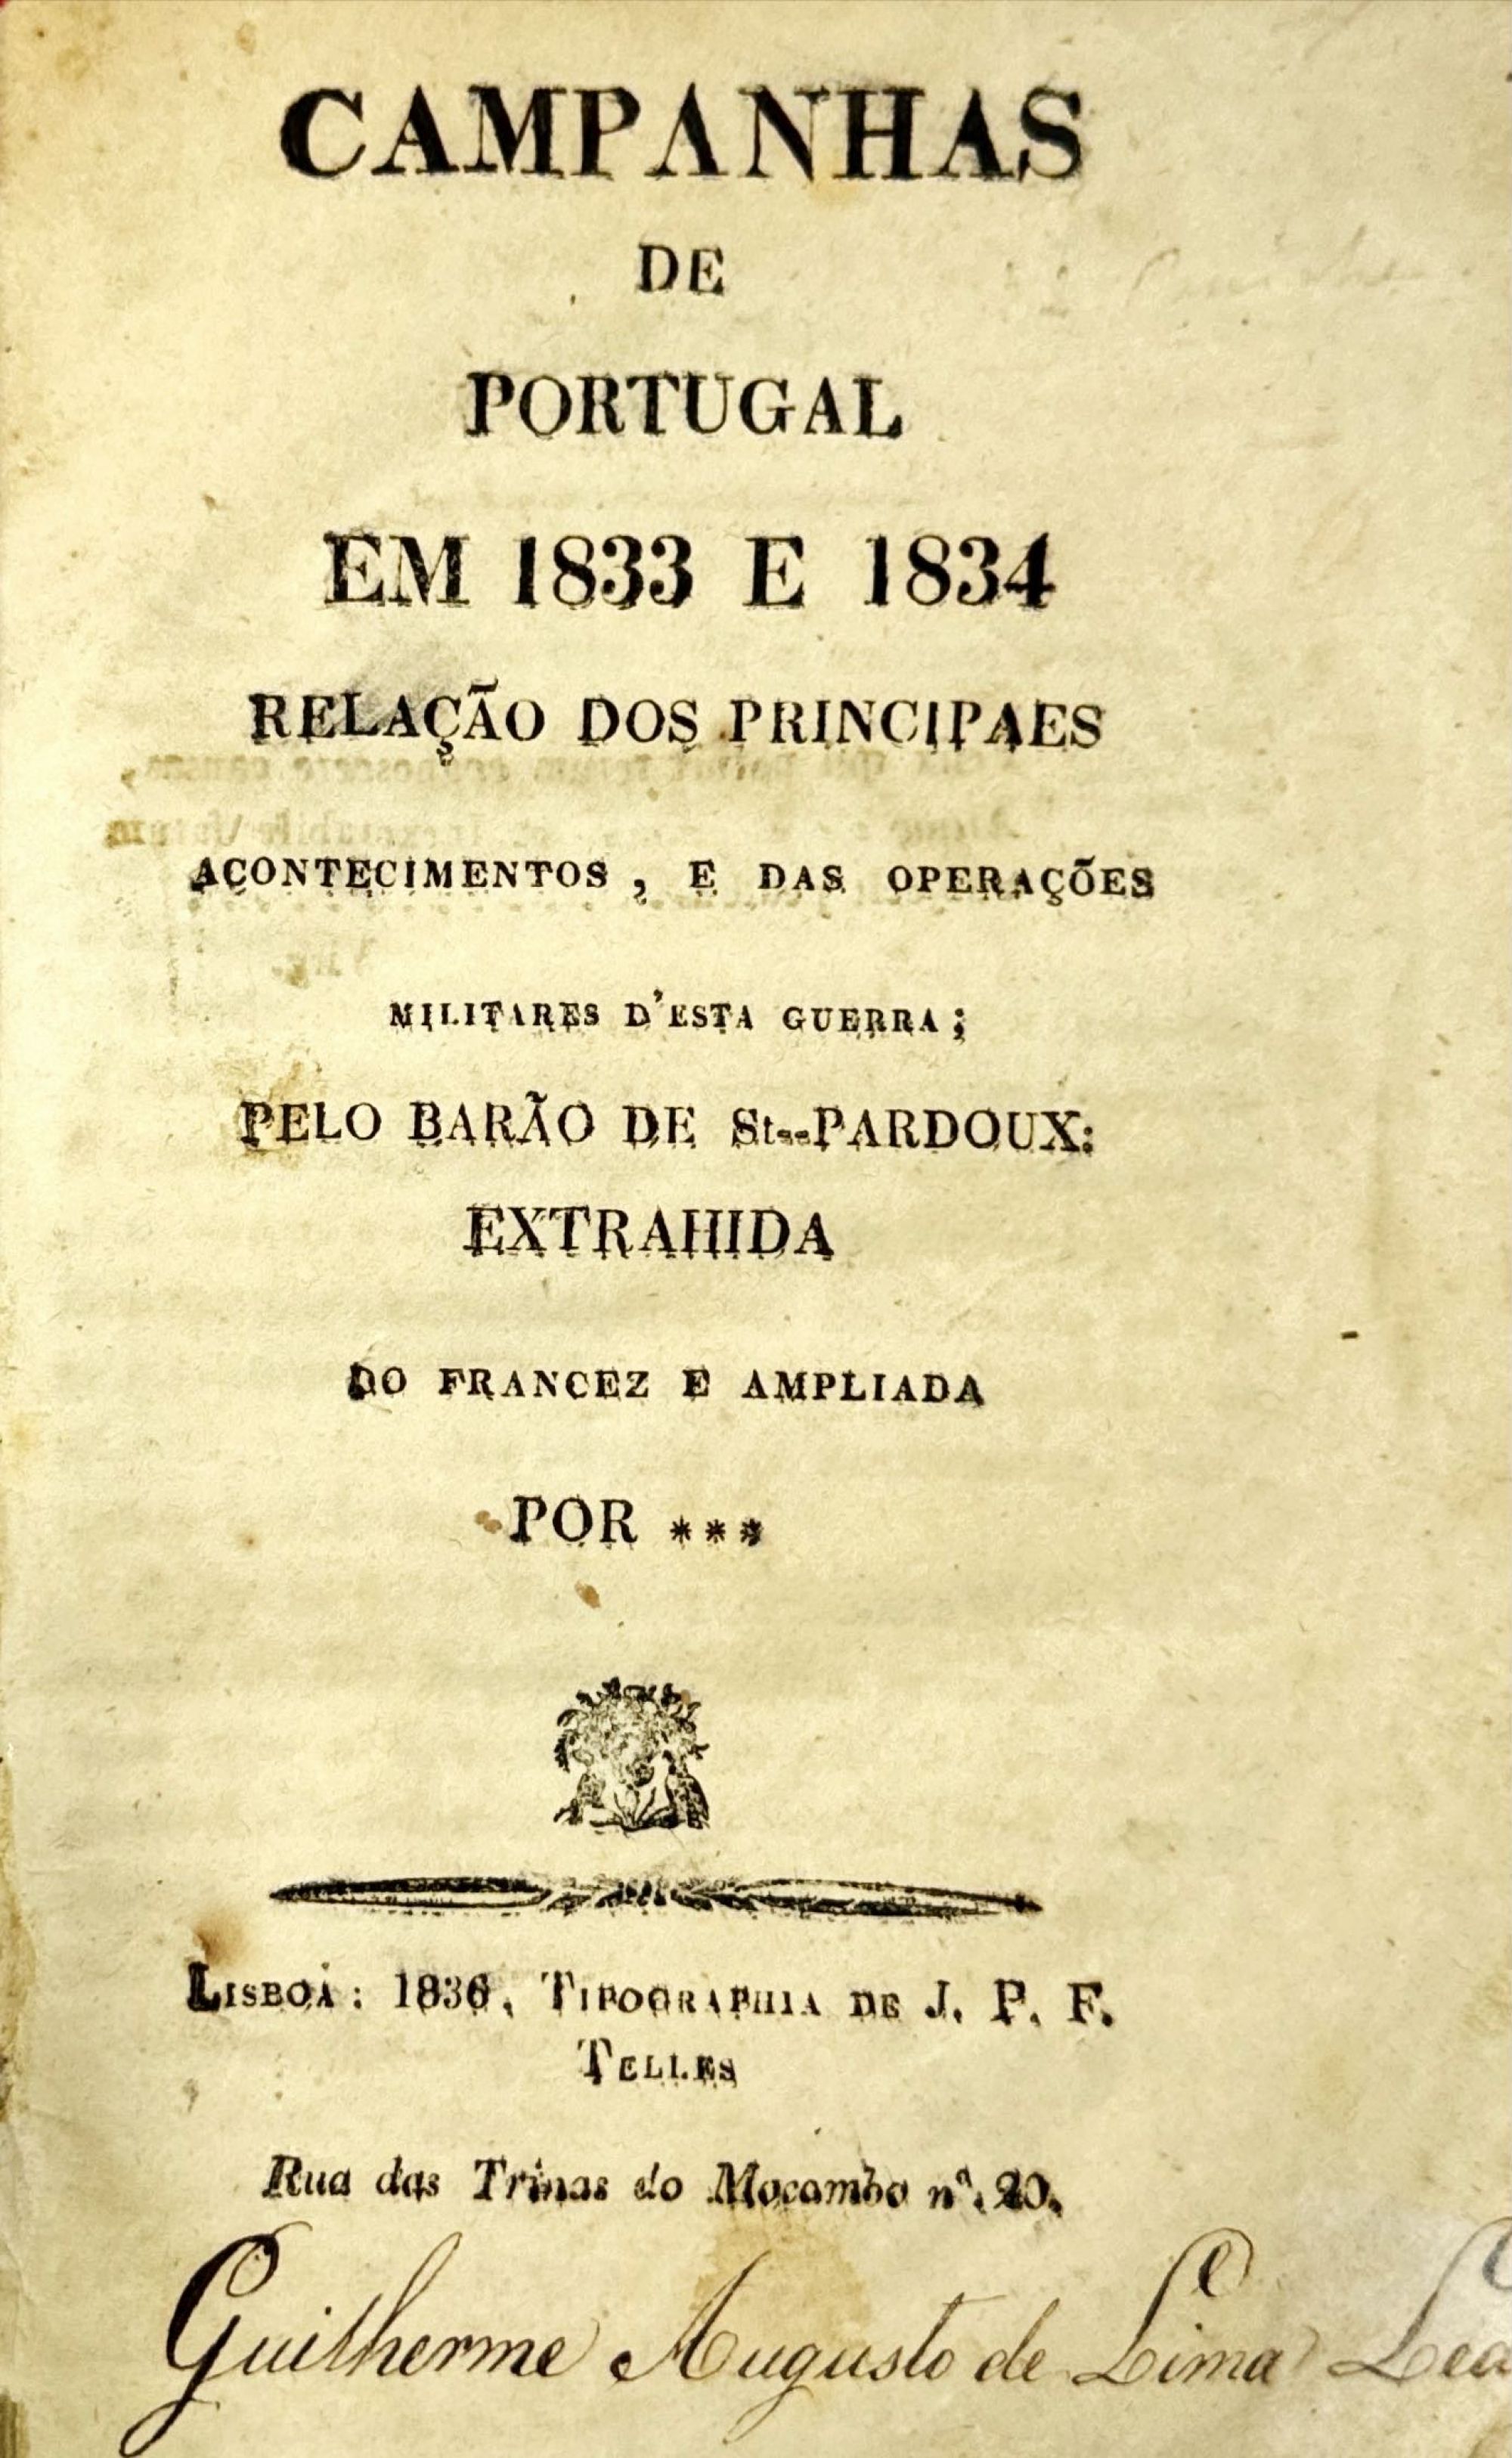 CAMPANHAS
DE
PORTUGAL
EM 1833 E 1834
RELAÇÃO DOS PRINCIPAES
ACONTECIMENTOS, E DAS OPERAÇÕES
MILITARES D'ESTA GUERRA;
PELO BARÃO DE St.--PARDOUX:
EXTRAHIDA
DO FRANCEZ E AMPLIADA
POR ***
LISBOA: 1836. TIPOGRAPHIA DE J. P. F.
TELLES
Rua das Trinas do Mocambo nº. 20.
Guilherme Augusto de Lima